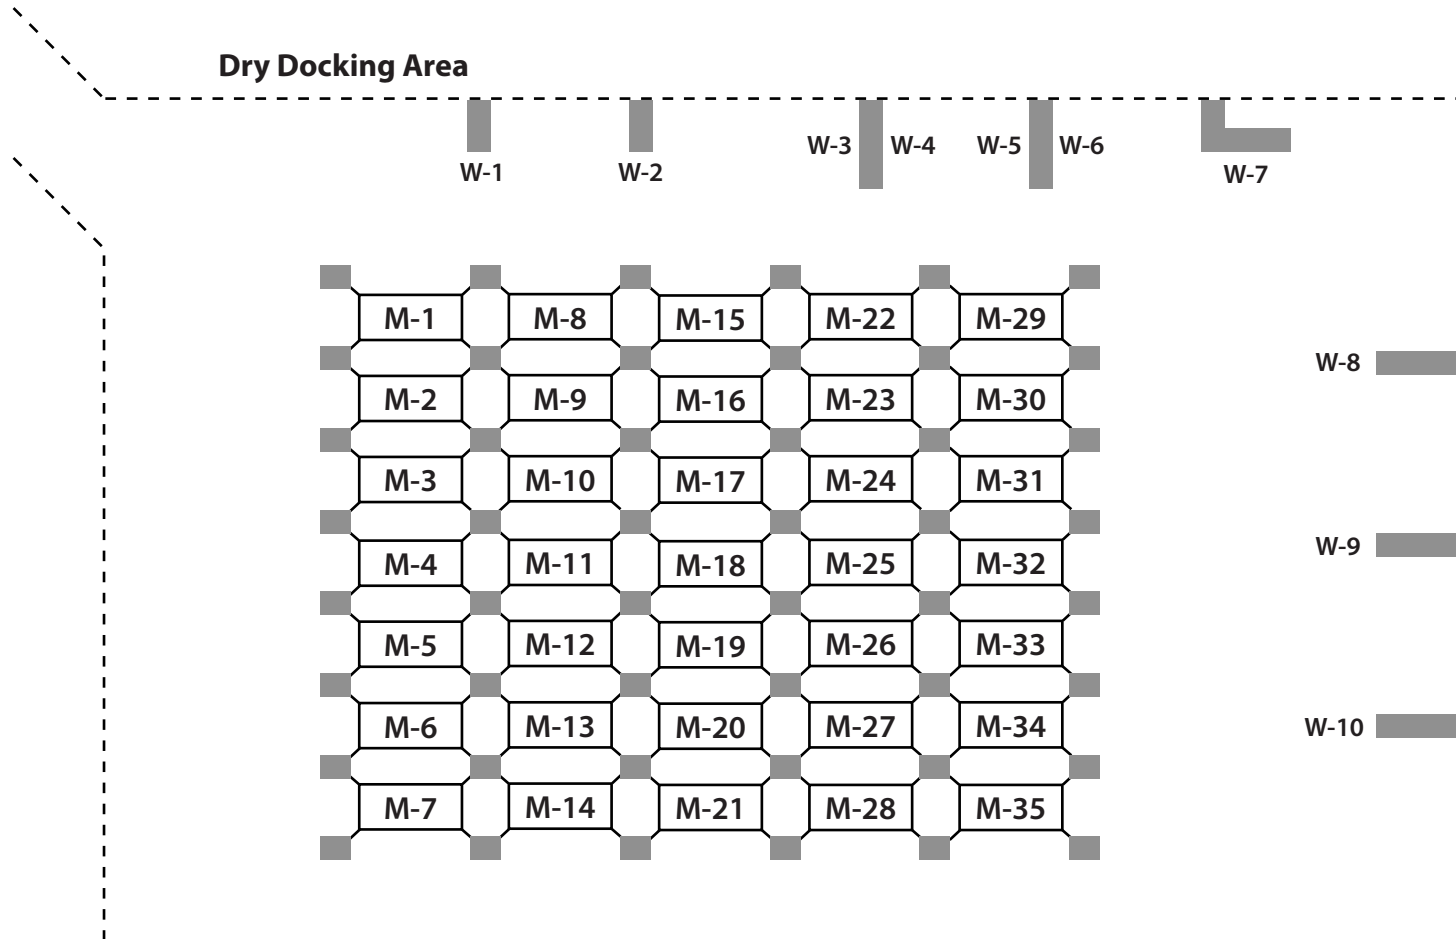 Dry Docking Area
W-3 W-4 W-5 W-6
W-1 W-2 W-7
M-1 M-8 M-15 M-22 M-29
W-8
M-2 M-9 M-16 M-23 M-30
M-3 M-10 M-17 M-24 M-31
W-9
M-4 M-11 M-18 M-25 M-32
M-5 M-12 M-19 M-26 M-33
M-6 M-13 M-20 M-27 M-34
W-10
M-7 M-14 M-21 M-28 M-35